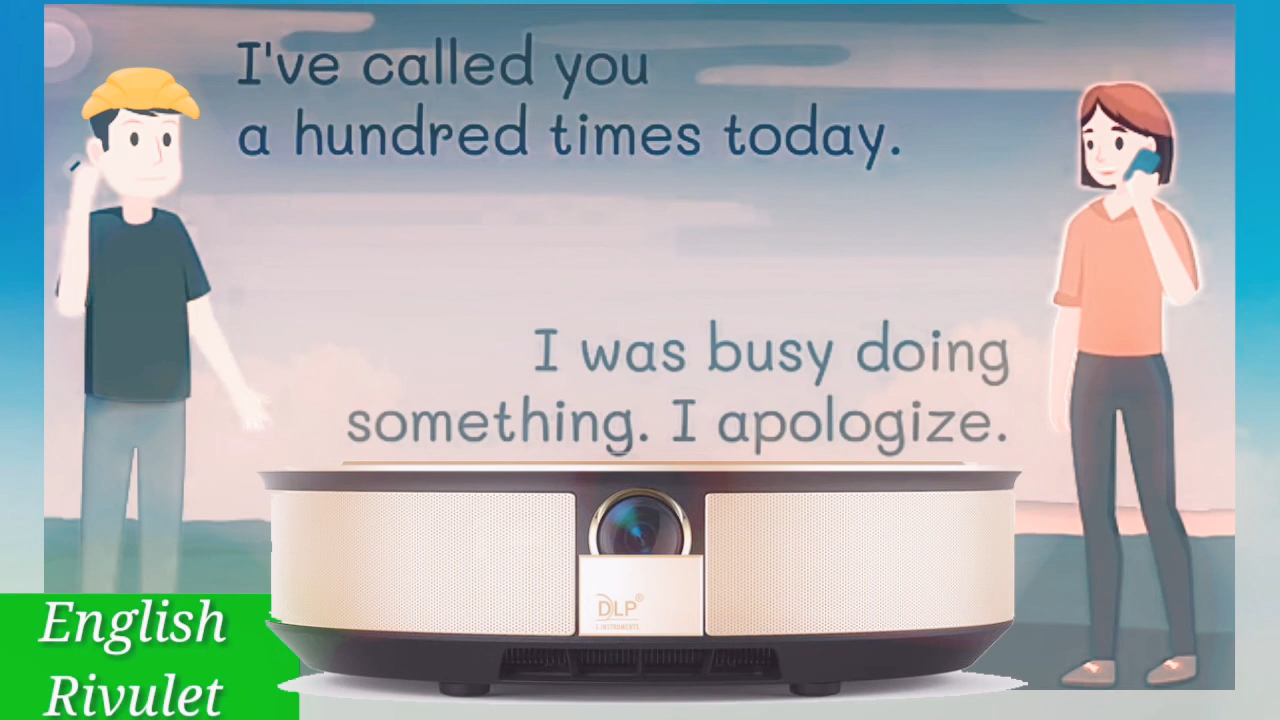 I've called you
a hundred times today.
I was busy doing
something. I apologize.
DLP®
English
Rivulet